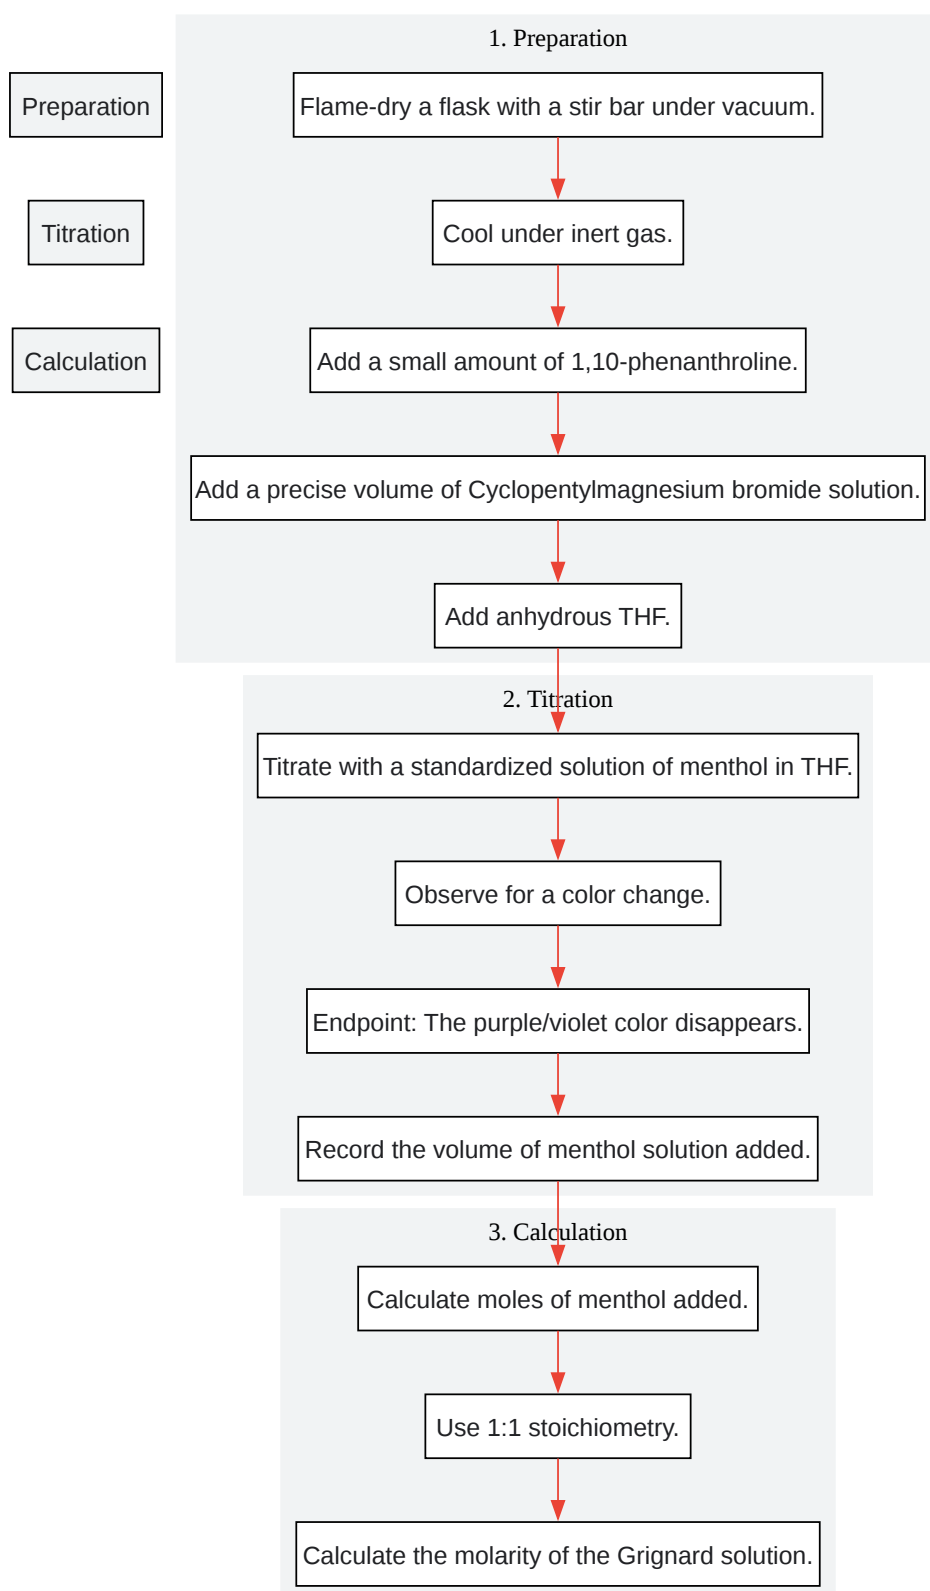 1. Preparation
Preparation
Flame-dry a flask with a stir bar under vacuum.
Titration
Cool under inert gas.
Calculation
Add a small amount of 1,10-phenanthroline.
Add a precise volume of Cyclopentylmagnesium bromide solution.
Add anhydrous THF.
2. Titration
Titrate with a standardized solution of menthol in THF.
Observe for a color change.
Endpoint: The purple/violet color disappears.
Record the volume of menthol solution added.
3. Calculation
Calculate moles of menthol added.
Use 1:1 stoichiometry.
Calculate the molarity of the Grignard solution.